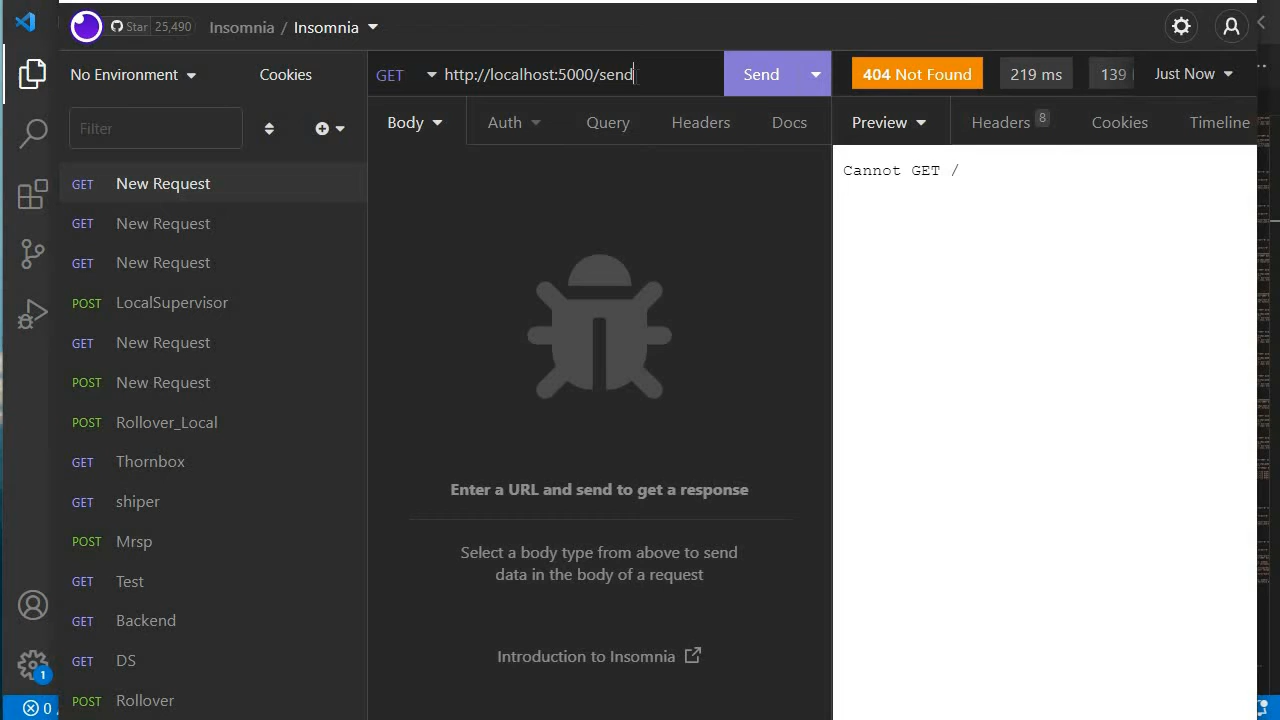 Star 25,490 Insomnia / Insomnia
No Environment Cookies GET http://localhost:5000/send Send 404 Not Found 219 ms 139 Just Now
Filter Body Auth Query Headers Docs Preview Headers 8 Cookies Timeline
Cannot GET /
GET New Request
GET New Request
GET New Request
POST LocalSupervisor
GET New Request
POST New Request
POST Rollover_Local
GET Thornbox
GET shiper
POST Mrsp
GET Test
GET Backend
GET DS
POST Rollover
Enter a URL and send to get a response
Select a body type from above to send
data in the body of a request
Introduction to Insomnia
1
0